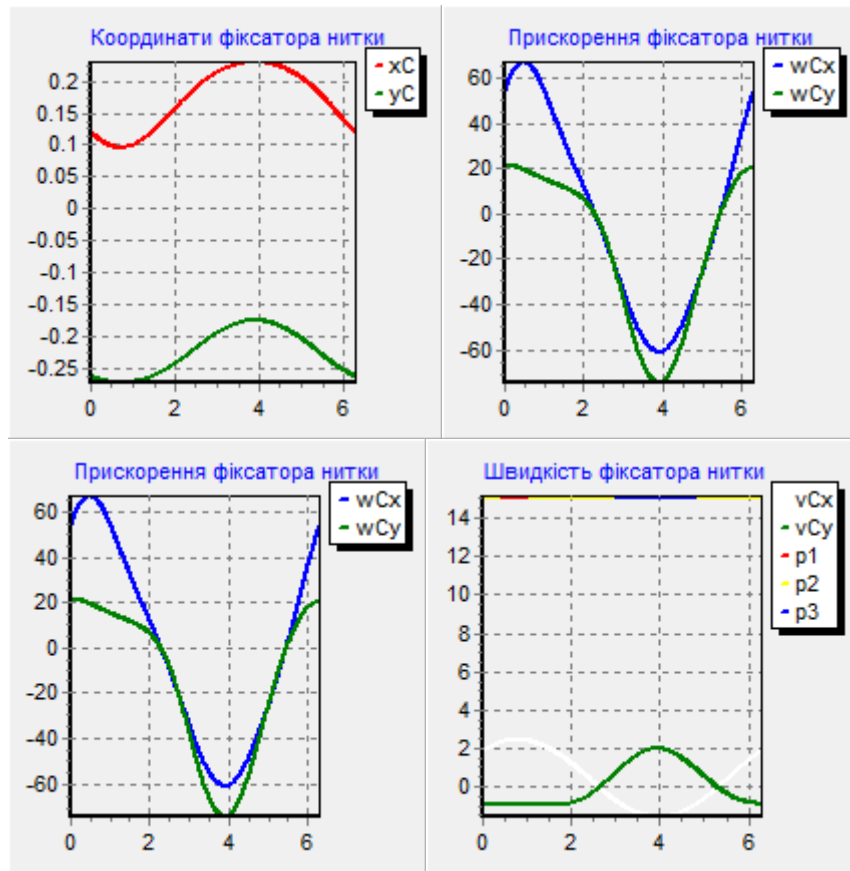 Координати фіксатора нитки
xC
yC
0.2
0.15
0.1
0.05
0
-0.05
-0.1
-0.15
-0.2
-0.25
0 2 4 6
Прискорення фіксатора нитки
wCx
wCy
60
40
20
0
-20
-40
-60
0 2 4 6
Прискорення фіксатора нитки
wCx
wCy
60
40
20
0
-20
-40
-60
0 2 4 6
Швидкість фіксатора нитки
vCx
vCy
p1
p2
p3
14
12
10
8
6
4
2
0
0 2 4 6